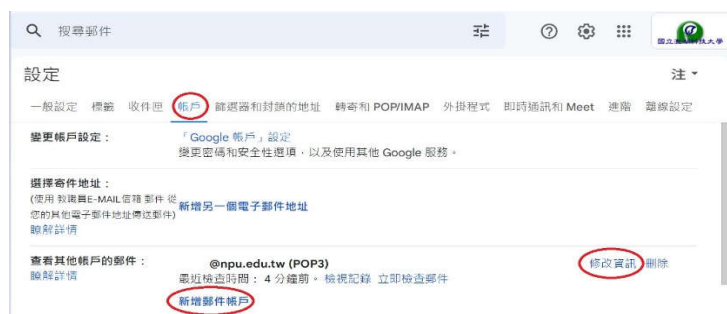 搜尋郵件
設定
注
一般設定 標籤 收件匣 帳戶 篩選器和封鎖的地址 轉寄和 POP/IMAP 外掛程式 即時通訊和 Meet 進階 離線設定
變更帳戶設定：
「Google 帳戶」設定
變更密碼和安全性選項，以及使用其他 Google 服務。
選擇寄件地址：
(使用 教職員E-MAIL信箱 郵件 從
您的其他電子郵件地址傳送郵件)
新增另一個電子郵件地址
瞭解詳情
查看其他帳戶的郵件：
瞭解詳情
@npu.edu.tw (POP3)
修改資訊 刪除
最近檢查時間： 4 分鐘前。 檢視記錄 立即檢查郵件
新增郵件帳戶